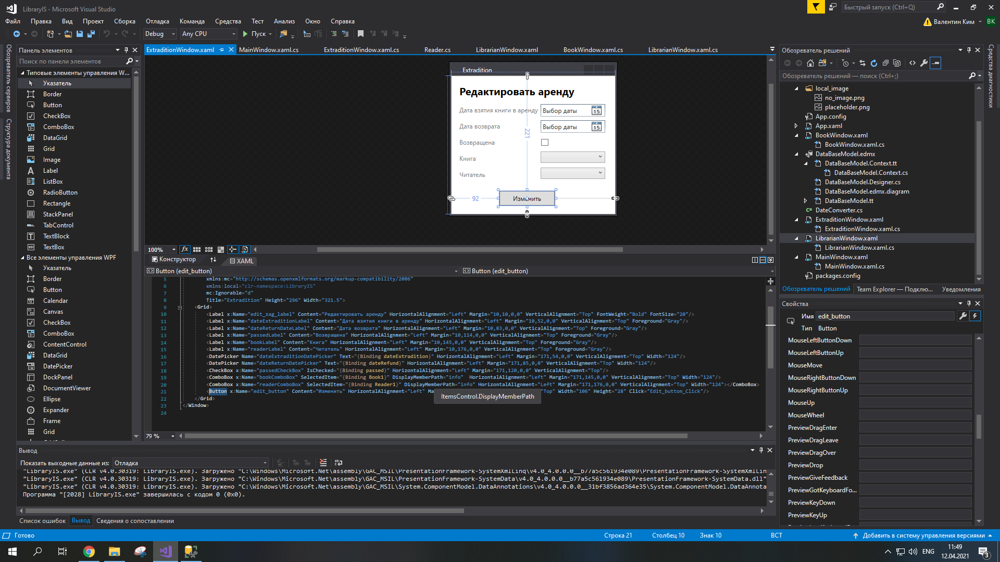 LibraryIS - Microsoft Visual Studio
Быстрый запуск (Ctrl+Q)
Файл Правка Вид Проект Сборка Отладка Команда Средства Тест Анализ Окно Справка
Валентин Ким
ВК
Debug Any CPU Пуск
Обозреватель серверов
Структура документа
Панель элементов
Поиск по панели элементов
Типовые элементы управления W...
Указатель
Border
Button
CheckBox
ComboBox
DataGrid
Grid
Image
Label
ListBox
RadioButton
Rectangle
StackPanel
TabControl
TextBlock
TextBox
Все элементы управления WPF
Указатель
Border
Button
Calendar
Canvas
CheckBox
ComboBox
ContentControl
DataGrid
DatePicker
DockPanel
DocumentViewer
Ellipse
Expander
Frame
Grid
ExtraditionWindow.xaml MainWindow.xaml.cs ExtraditionWindow.xaml.cs Reader.cs LibrarianWindow.xaml BookWindow.xaml.cs LibrarianWindow.xaml.cs
Extradition
Редактировать аренду
Дата взятия книги в аренду Выбор даты 15
Дата возврата Выбор даты 15
221
Возвращена
Книга
Читатель
92 Изменить
100%
Конструктор XAML
Button (edit_button) Button (edit_button)
5 xmlns:mc="http://schemas.openxmlformats.org/markup-compatibility/2006"
6 xmlns:local="clr-namespace:LibraryIS"
7 mc:Ignorable="d"
8 Title="Extradition" Height="296" Width="321.5">
9 <Grid>
10 <Label x:Name="edit_zag_label" Content="Редактировать аренду" HorizontalAlignment="Left" Margin="10,10,0,0" VerticalAlignment="Top" FontWeight="Bold" FontSize="20"/>
11 <Label x:Name="dateExtraditionLabel" Content="Дата взятия книги в аренду" HorizontalAlignment="Left" Margin="10,52,0,0" VerticalAlignment="Top" Foreground="Gray"/>
12 <Label x:Name="dateReturnDateLabel" Content="Дата возврата" HorizontalAlignment="Left" Margin="10,83,0,0" VerticalAlignment="Top" Foreground="Gray"/>
13 <Label x:Name="passedLabel" Content="Возвращена" HorizontalAlignment="Left" Margin="10,114,0,0" VerticalAlignment="Top" Foreground="Gray"/>
14 <Label x:Name="bookLabel" Content="Книга" HorizontalAlignment="Left" Margin="10,145,0,0" VerticalAlignment="Top" Foreground="Gray"/>
15 <Label x:Name="readerLabel" Content="Читатель" HorizontalAlignment="Left" Margin="10,176,0,0" VerticalAlignment="Top" Foreground="Gray"/>
16 <DatePicker Name="dateExtraditionDatePicker" Text="{Binding dateExtradition}" HorizontalAlignment="Left" Margin="171,54,0,0" VerticalAlignment="Top" Width="124"/>
17 <DatePicker Name="dateReturnDatePicker" Text="{Binding dateRefund}" HorizontalAlignment="Left" Margin="171,85,0,0" VerticalAlignment="Top" Width="124"/>
18 <CheckBox x:Name="passedCheckBox" IsChecked="{Binding passed}" HorizontalAlignment="Left" Margin="171,120,0,0" VerticalAlignment="Top"/>
19 <ComboBox x:Name="bookComboBox" SelectedItem="{Binding Book1}" DisplayMemberPath="info" HorizontalAlignment="Left" Margin="171,145,0,0" VerticalAlignment="Top" Width="124"/>
20 <ComboBox x:Name="readerComboBox" SelectedItem="{Binding Reader1}" DisplayMemberPath="info" HorizontalAlignment="Left" Margin="171,176,0,0" VerticalAlignment="Top" Width="124"></ComboBox>
21 <Button x:Name="edit_button" Content="Изменить" HorizontalAlignment="Left" Ma "Top" Width="106" Height="28" Click="Edit_button_Click"/>
22 </Grid>
ItemsControl.DisplayMemberPath
23 </Window>
24
79 %
Вывод
Показать выходные данные из: Отладка
"LibraryIS.exe" (CLR v4.0.30319: LibraryIS.exe). Загружено "C:\Windows\Microsoft.Net\assembly\GAC_MSIL\PresentationFramework-SystemXmlLinq\v4.0_4.0.0.0__b77a5c561934e089\PresentationFramework-SystemXmlLin
"LibraryIS.exe" (CLR v4.0.30319: LibraryIS.exe). Загружено "C:\Windows\Microsoft.Net\assembly\GAC_MSIL\PresentationFramework-SystemData\v4.0_4.0.0.0__b77a5c561934e089\PresentationFramework-SystemData.dll"
"LibraryIS.exe" (CLR v4.0.30319: LibraryIS.exe). Загружено "C:\Windows\Microsoft.Net\assembly\GAC_MSIL\System.ComponentModel.DataAnnotations\v4.0_4.0.0.0__31bf3856ad364e35\System.ComponentModel.DataAnnota
Программа "[2028] LibraryIS.exe" завершилась с кодом 0 (0x0).
Список ошибок Вывод Сведения о сопоставлении
Обозреватель решений
Обозреватель решений — поиск (Ctrl+;)
local_image
no_image.png
placeholder.png
App.config
App.xaml
BookWindow.xaml
BookWindow.xaml.cs
DataBaseModel.edmx
DataBaseModel.Context.tt
DataBaseModel.Context.cs
DataBaseModel.Designer.cs
DataBaseModel.edmx.diagram
DataBaseModel.tt
DateConverter.cs
ExtraditionWindow.xaml
ExtraditionWindow.xaml.cs
LibrarianWindow.xaml
LibrarianWindow.xaml.cs
MainWindow.xaml
MainWindow.xaml.cs
packages.config
Обозреватель решений Team Explorer — Подклю... Уведомления
Средства диагностики
Свойства
Имя edit_button
Тип Button
MouseLeftButtonDown
MouseLeftButtonUp
MouseMove
MouseRightButtonDown
MouseRightButtonUp
MouseUp
MouseWheel
PreviewDragEnter
PreviewDragLeave
PreviewDragOver
PreviewDrop
PreviewGiveFeedback
PreviewGotKeyboardFo...
PreviewKeyDown
PreviewKeyUp
Готово Строка 21 Столбец 10 Знак 10 ВСТ Добавить в систему управления версиями
ENG
11:49
12.04.2021
3